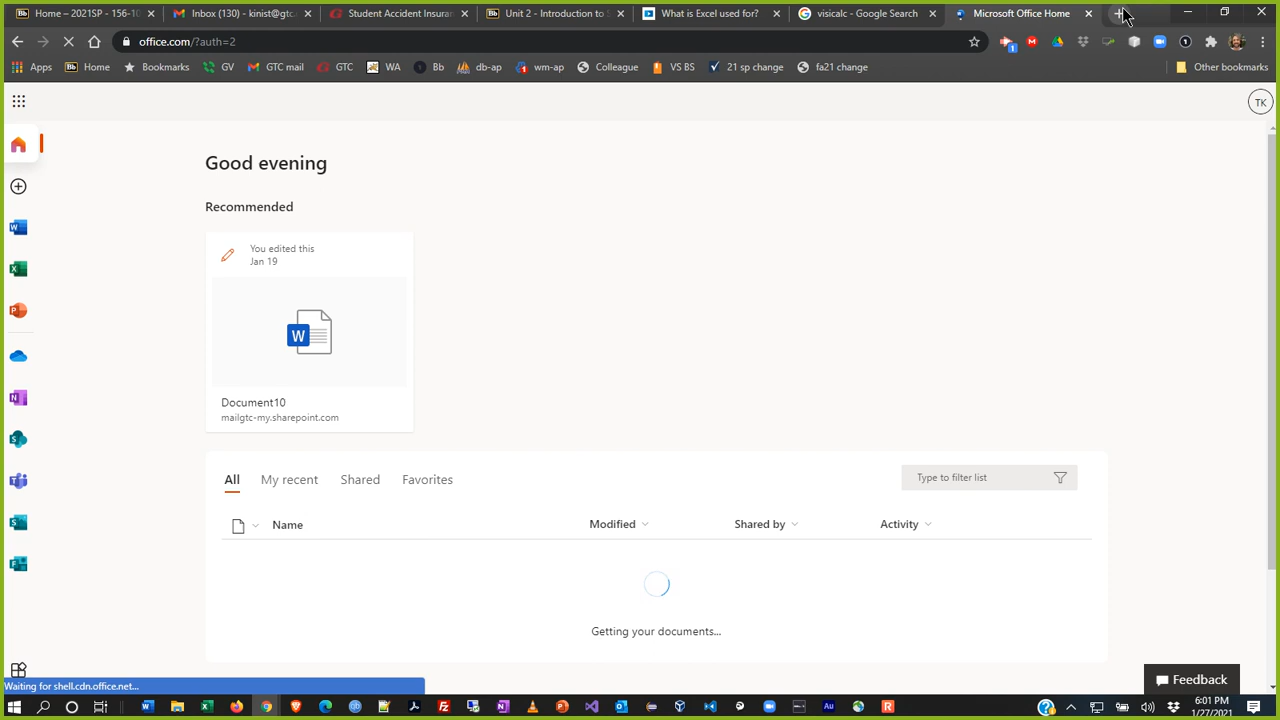 Home – 2021SP - 156-10
Inbox (130) - kinist@gtc.
Student Accident Insuran
Unit 2 - Introduction to S
What is Excel used for?
visicalc - Google Search
Microsoft Office Home
office.com/?auth=2
Apps
Home
Bookmarks
GV
GTC mail
GTC
WA
Bb
db-ap
wm-ap
Colleague
VS BS
21 sp change
fa21 change
Other bookmarks
TK
Good evening
Recommended
You edited this
Jan 19
Document10
mailgtc-my.sharepoint.com
All
My recent
Shared
Favorites
Type to filter list
Name
Modified
Shared by
Activity
Getting your documents...
Feedback
Waiting for shell.cdn.office.net...
6:01 PM
1/27/2021